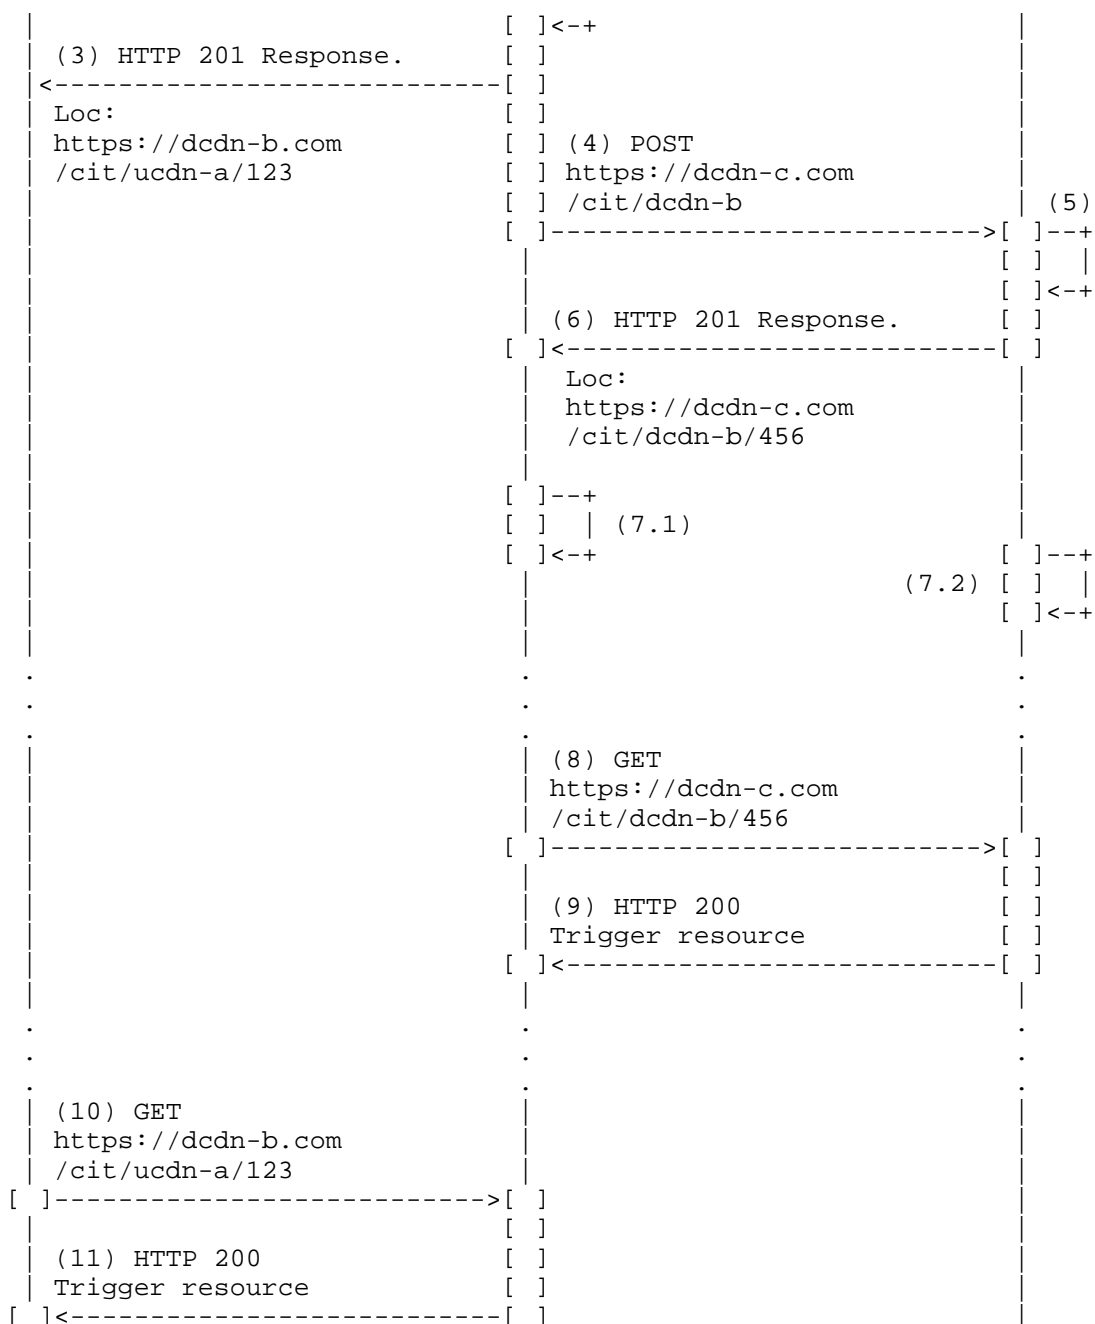 (3) HTTP 201 Response.
Loc:
https://dcdn-b.com
(4) POST
/cit/ucdn-a/123
https://dcdn-c.com
/cit/dcdn-b
(5)
(6) HTTP 201 Response.
Loc:
https://dcdn-c.com
/cit/dcdn-b/456
(7.1)
(7.2)
(8) GET
https://dcdn-c.com
/cit/dcdn-b/456
(9) HTTP 200
Trigger resource
(10) GET
https://dcdn-b.com
/cit/ucdn-a/123
(11) HTTP 200
Trigger resource